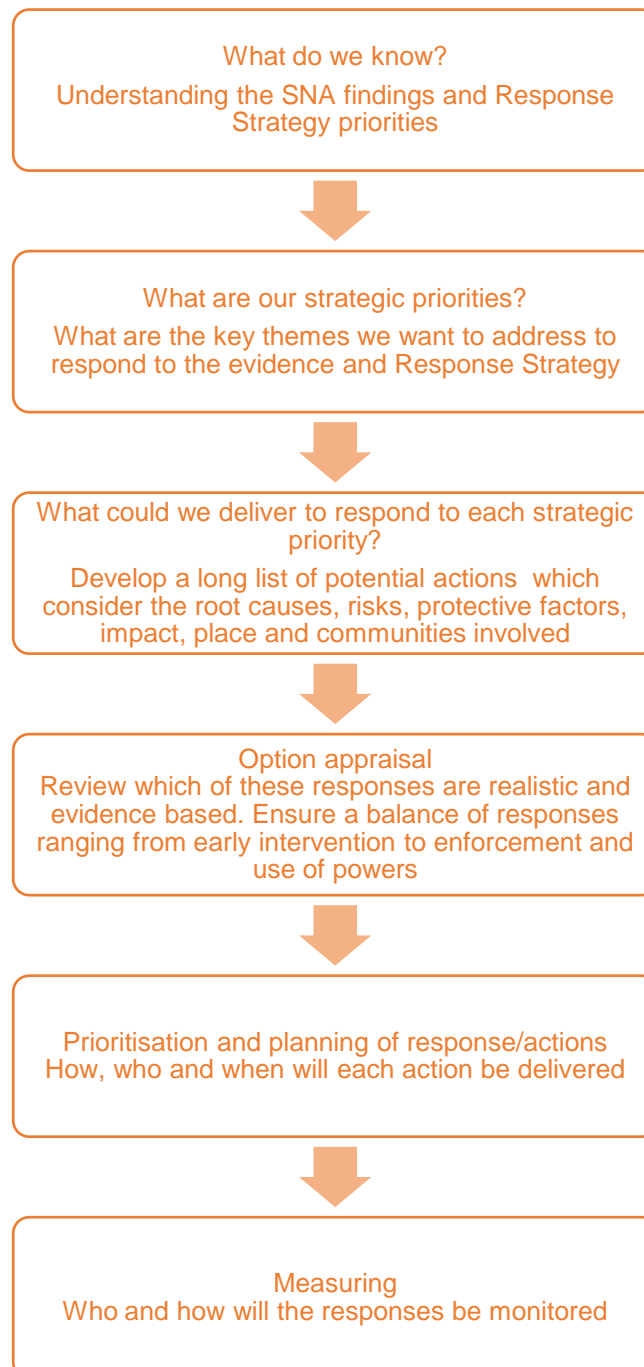 What do we know?
Understanding the SNA findings and Response
Strategy priorities
What are our strategic priorities?
What are the key themes we want to address to
respond to the evidence and Response Strategy
What could we deliver to respond to each strategic
priority?
Develop a long list of potential actions  which
consider the root causes, risks, protective factors,
impact, place and communities involved
Option appraisal
Review which of these responses are realistic and
evidence based. Ensure a balance of responses
ranging from early intervention to enforcement and
use of powers
Prioritisation and planning of response/actions
How, who and when will each action be delivered
Measuring
Who and how will the responses be monitored